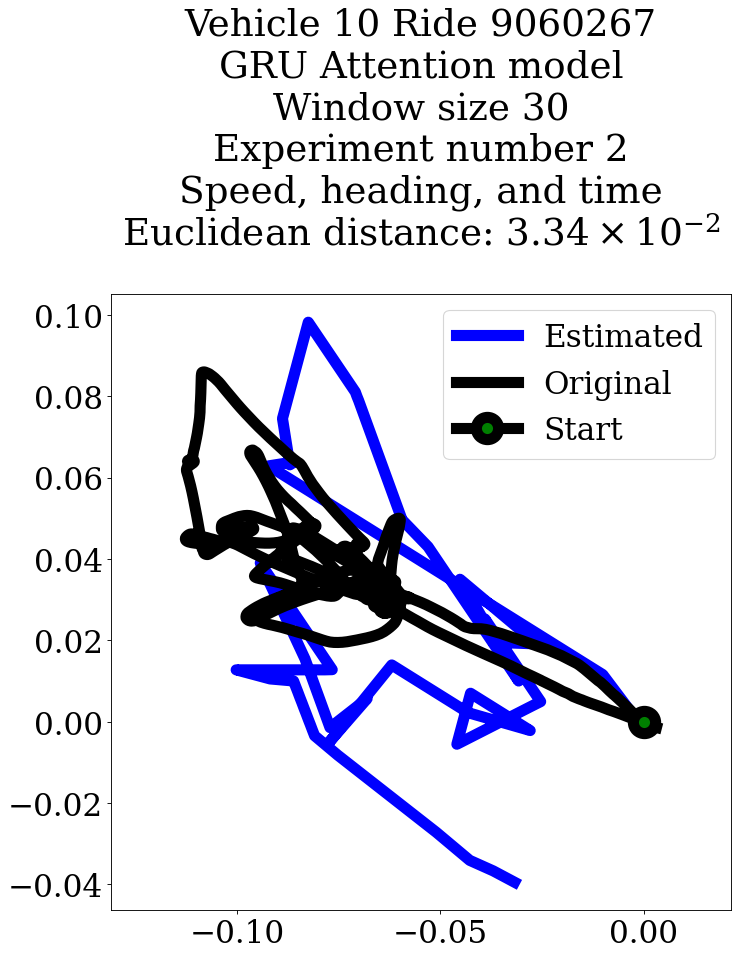 Vehicle 10 Ride 9060267
GRU Attention model
Window size 30
Experiment number 2
Speed, heading, and time
Euclidean distance: 3.34 × 10⁻²
Estimated
Original
Start
0.10
0.08
0.06
0.04
0.02
0.00
−0.02
−0.04
−0.10
−0.05
0.00